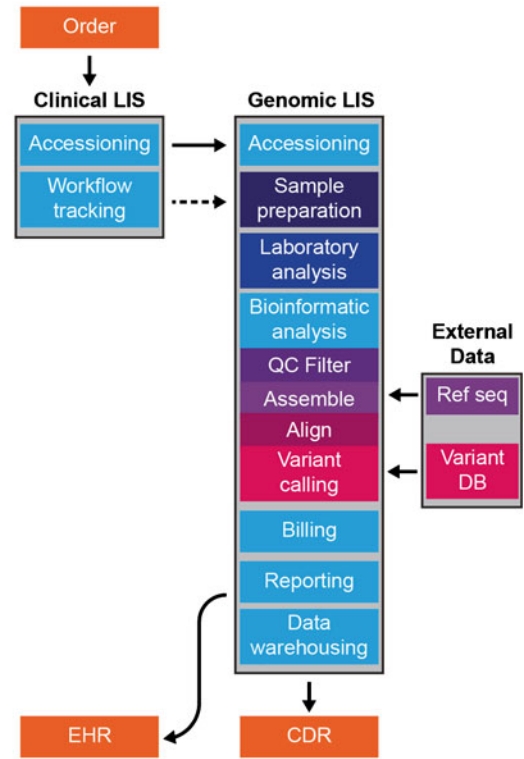 Order
Clinical LIS
Accessioning
Workflow
tracking
Genomic LIS
Accessioning
Sample
preparation
Laboratory
analysis
Bioinformatic
analysis
QC Filter
Assemble
Align
Variant
calling
Billing
Reporting
Data
warehousing
External
Data
Ref seq
Variant
DB
EHR
CDR